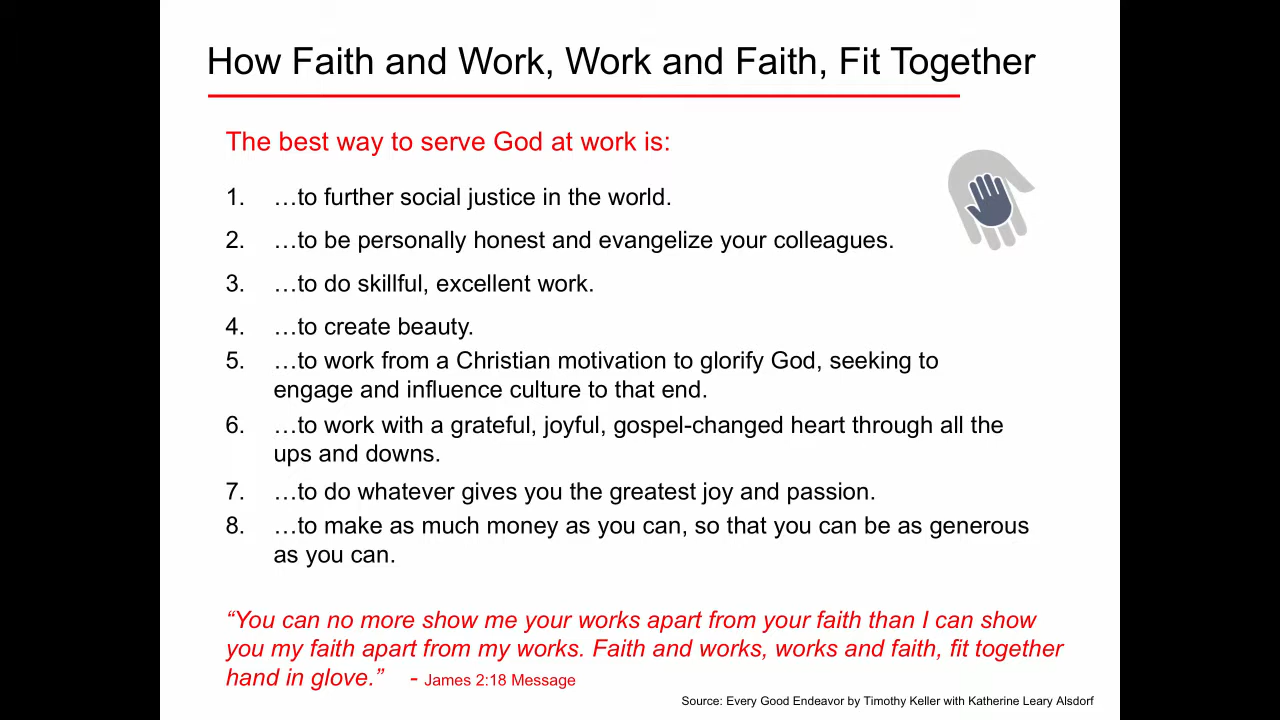 How Faith and Work, Work and Faith, Fit Together
The best way to serve God at work is:
1. …to further social justice in the world.
2. …to be personally honest and evangelize your colleagues.
3. …to do skillful, excellent work.
4. …to create beauty.
5. …to work from a Christian motivation to glorify God, seeking to
engage and influence culture to that end.
6. …to work with a grateful, joyful, gospel-changed heart through all the
ups and downs.
7. …to do whatever gives you the greatest joy and passion.
8. …to make as much money as you can, so that you can be as generous
as you can.
“You can no more show me your works apart from your faith than I can show
you my faith apart from my works. Faith and works, works and faith, fit together
hand in glove.” - James 2:18 Message
Source: Every Good Endeavor by Timothy Keller with Katherine Leary Alsdorf